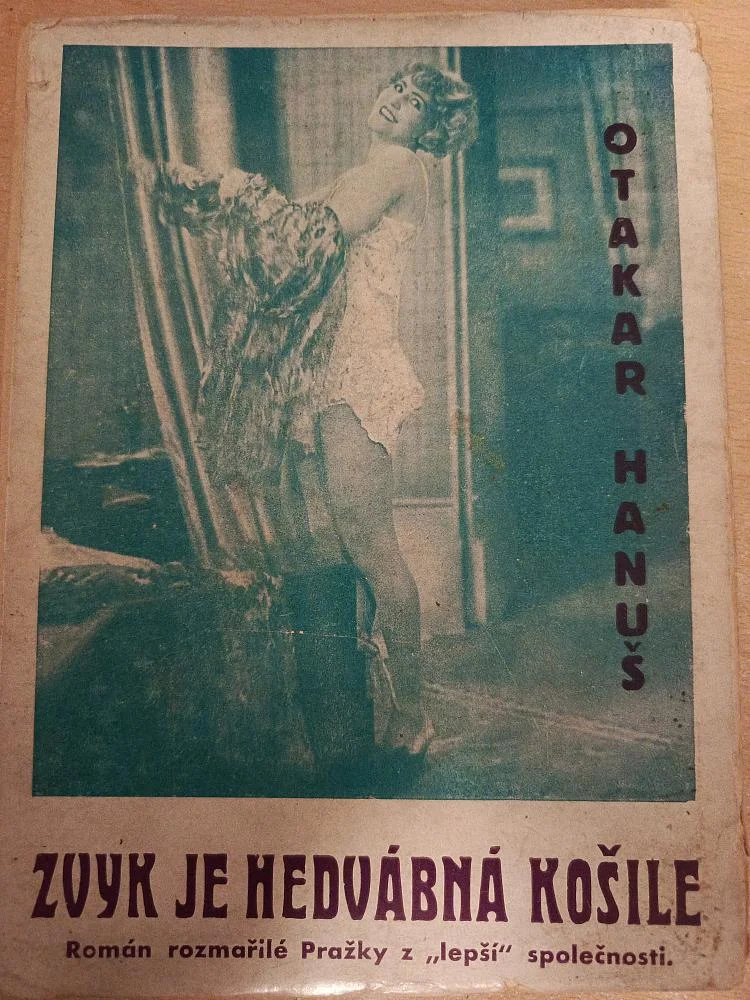 OTAKAR HANUŠ
ZVYK JE HEDVÁBNÁ KOŠILE
Román rozmařilé Pražky z „lepší“ společnosti.